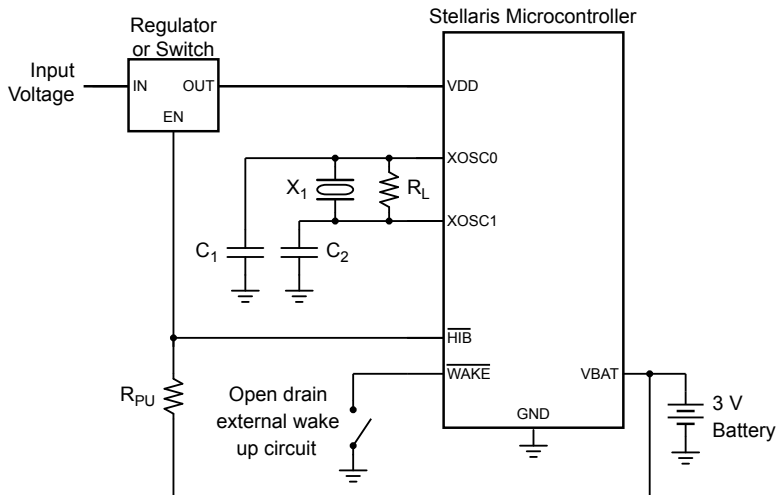 Stellaris Microcontroller
Regulator
or Switch
Input
Voltage
IN
OUT
EN
VDD
XOSC0
X1
RL
XOSC1
C1
C2
HIB
WAKE
VBAT
RPU
Open drain
external wake
up circuit
GND
3 V
Battery